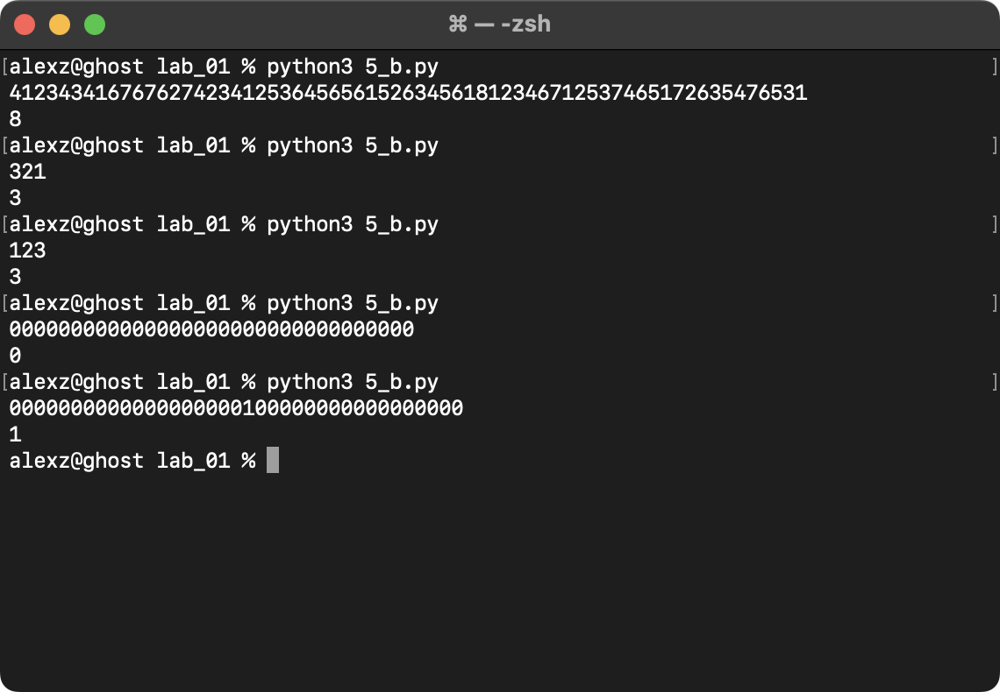 ⌘ — -zsh
[alexz@ghost lab_01 % python3 5_b.py ]
41234341676762742341253645656152634561812346712537465172635476531
8
[alexz@ghost lab_01 % python3 5_b.py ]
321
3
[alexz@ghost lab_01 % python3 5_b.py ]
123
3
[alexz@ghost lab_01 % python3 5_b.py ]
000000000000000000000000000000000
0
[alexz@ghost lab_01 % python3 5_b.py ]
0000000000000000000100000000000000000
1
alexz@ghost lab_01 %